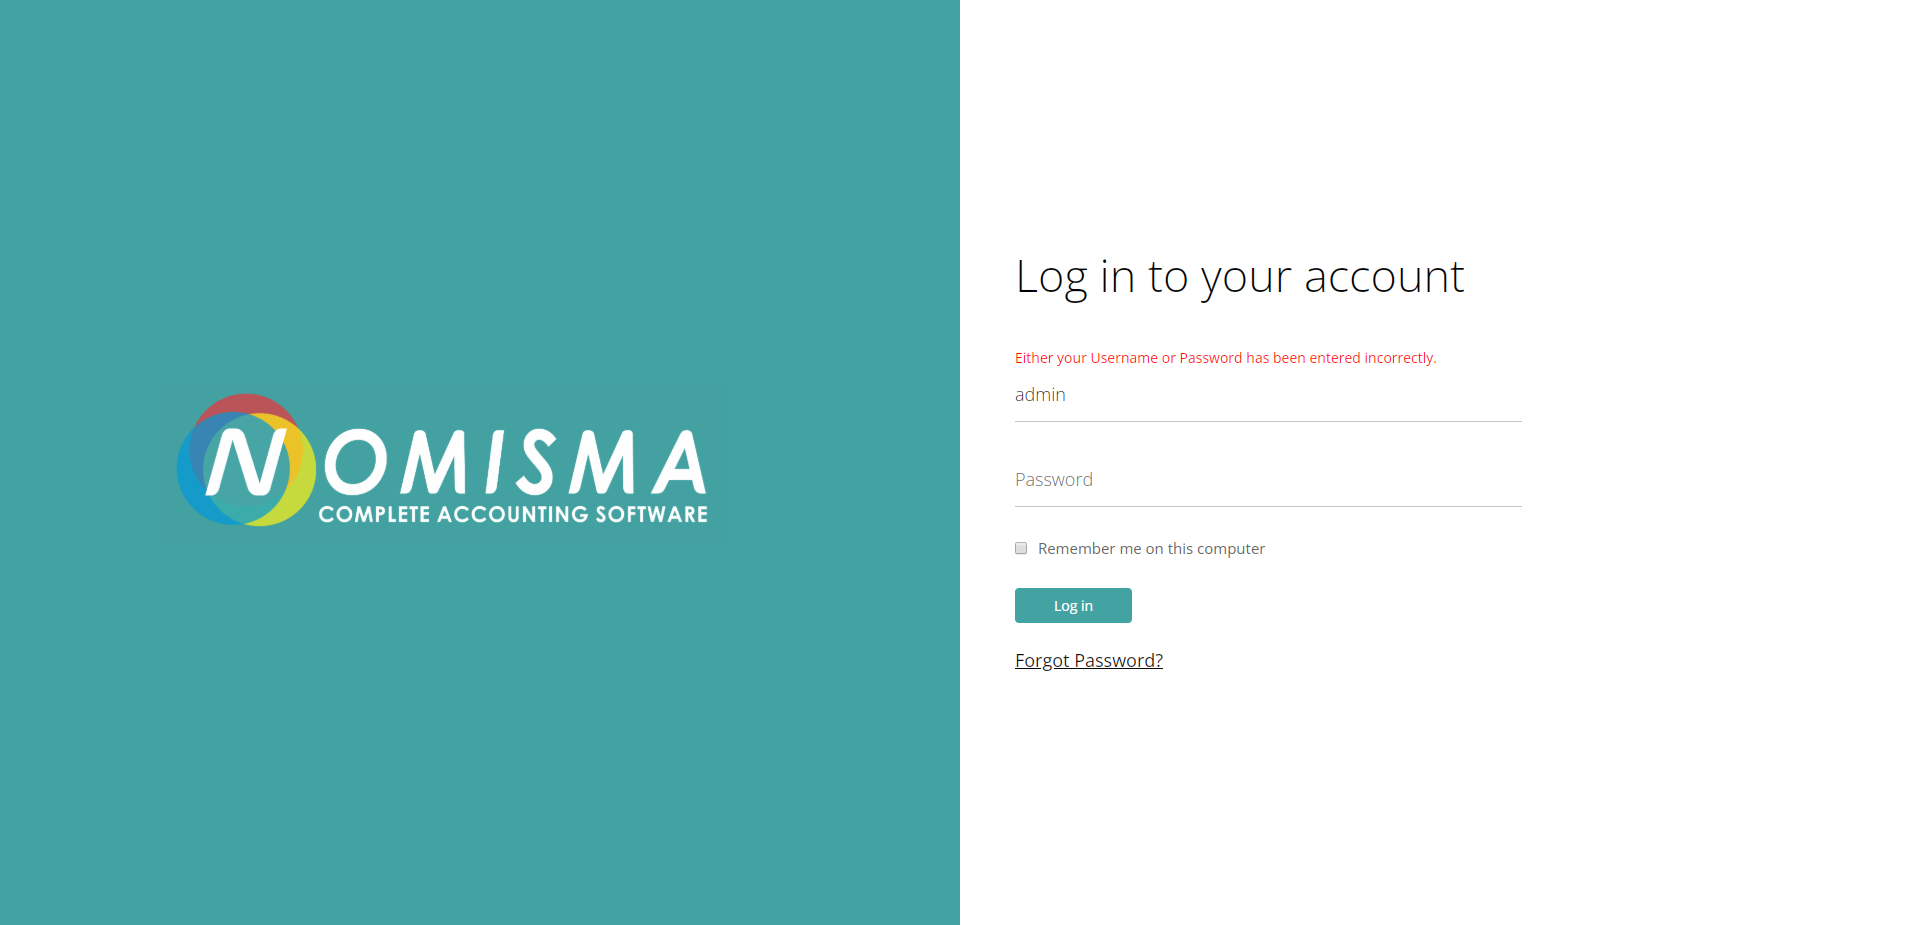 NOMISMA
COMPLETE ACCOUNTING SOFTWARE
Log in to your account
Either your Username or Password has been entered incorrectly.
admin
Password
Remember me on this computer
Log in
Forgot Password?